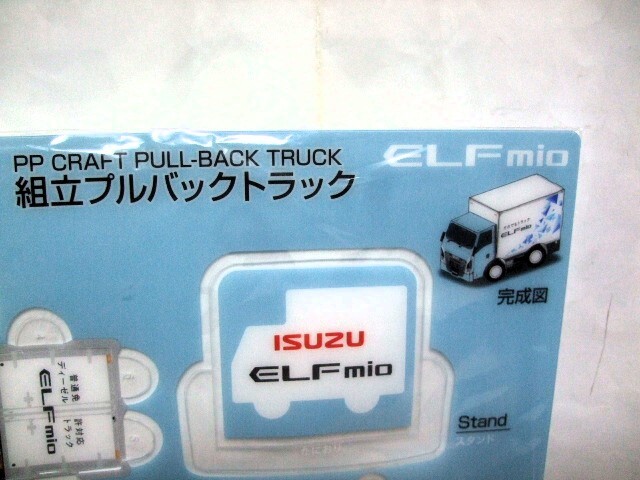 PP CRAFT PULL-BACK TRUCK
組立プルバックトラック
ELFmio
ELFmio
完成図
ISUZU
ELFmio
Stand
スタンド
普通免許対応
ディーゼルトラック
ELFmio